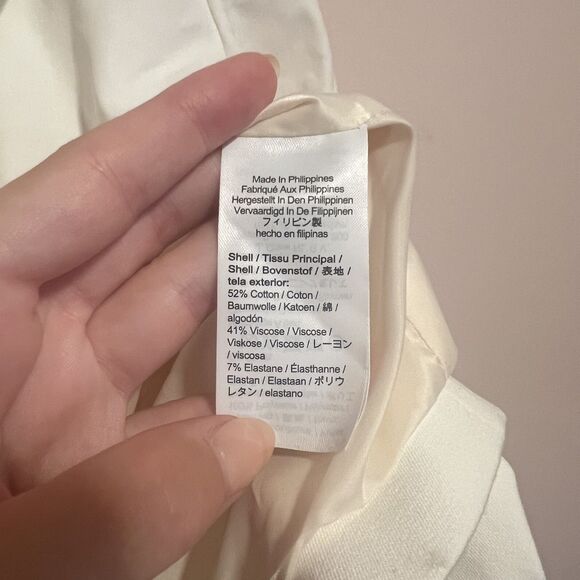 Made In Philippines
Fabriqué Aux Philippines
Hergestellt In Den Philippinen
Vervaardigd In De Filippijnen
フィリピン製
hecho en filipinas
Shell / Tissu Principal /
Shell / Bovenstof / 表地 /
tela exterior:
52% Cotton / Coton /
Baumwolle / Katoen / 綿 /
algodón
41% Viscose / Viscose /
Viskose / Viscose / レーヨン
/ viscosa
7% Elastane / Élasthanne /
Elastan / Elastaan / ポリウ
レタン / elastano